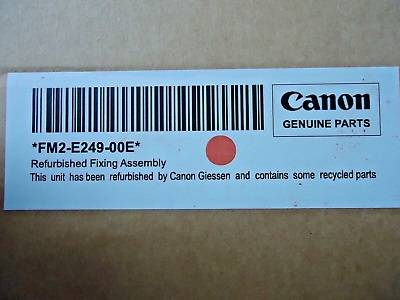 Canon
GENUINE PARTS
*FM2-E249-00E*
Refurbished Fixing Assembly
This unit has been refurbished by Canon Giessen and contains some recycled parts